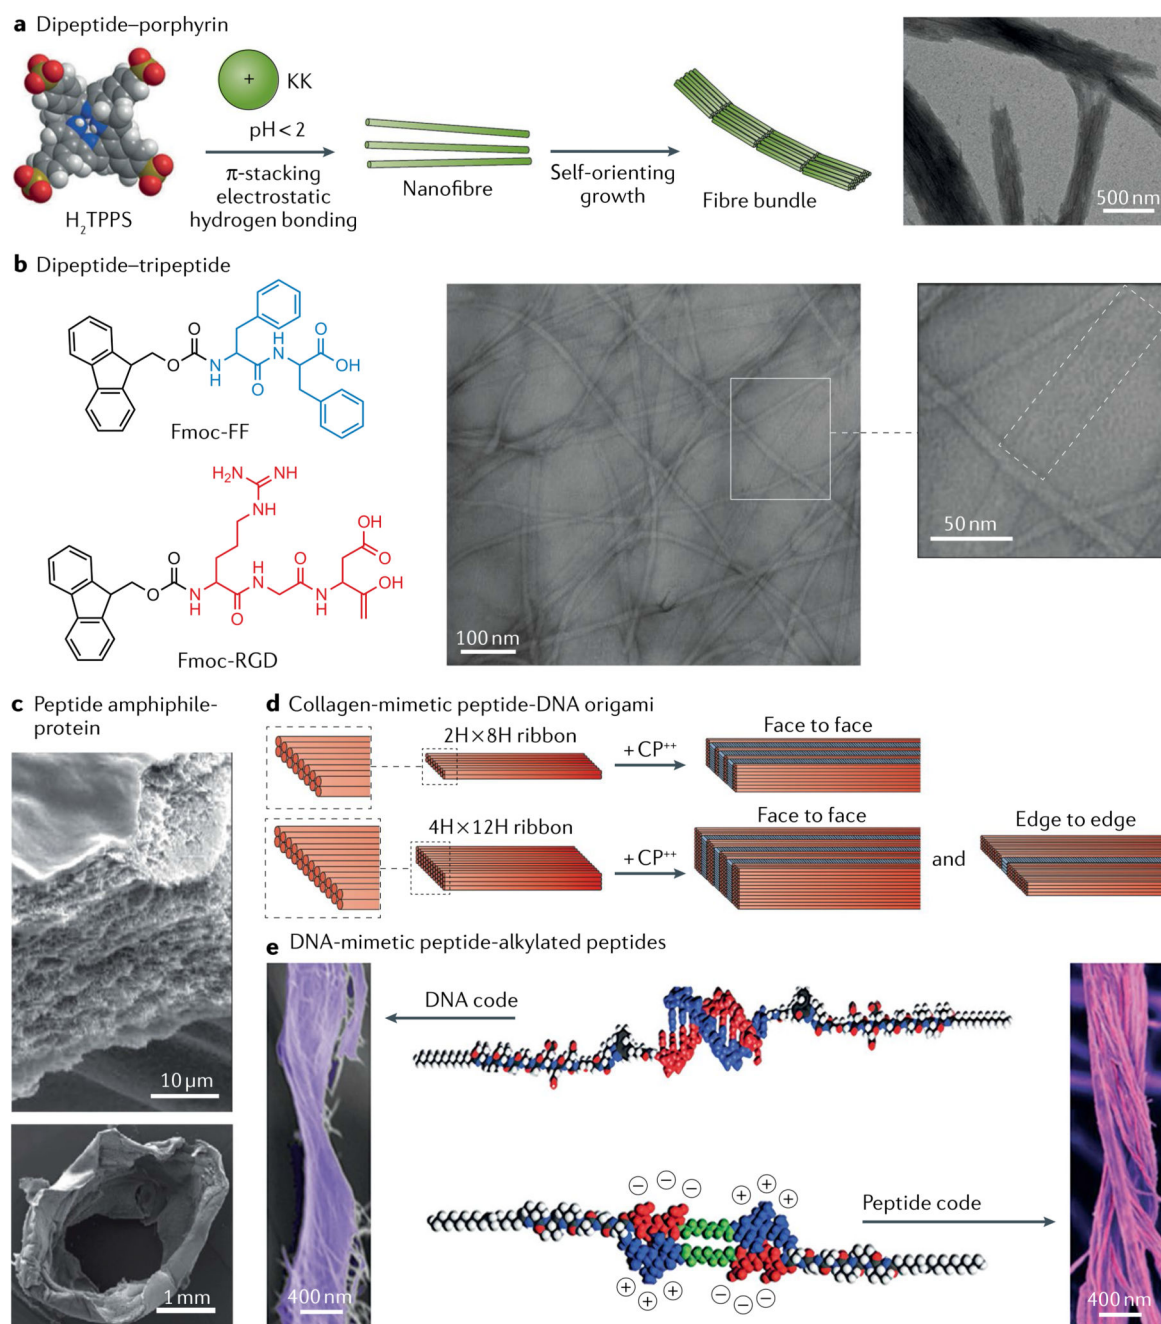 a Dipeptide–porphyrin
+
KK
pH < 2
π-stacking
electrostatic
hydrogen bonding
H₂TPPS
Nanofibre
Self-orienting
growth
Fibre bundle
500 nm
b Dipeptide–tripeptide
O
O
N
H
O
H
N
O
OH
Fmoc-FF
100 nm
50 nm
H₂N
NH
NH
O
O
N
H
O
H
N
O
N
H
O
OH
OH
Fmoc-RGD
c Peptide amphiphile-
protein
10 µm
1 mm
d Collagen-mimetic peptide-DNA origami
2H × 8H ribbon
+ CP⁺⁺
Face to face
4H × 12H ribbon
+ CP⁺⁺
Face to face
and
Edge to edge
e DNA-mimetic peptide-alkylated peptides
DNA code
− − −
+ + +
Peptide code
+ + +
− − −
400 nm
400 nm